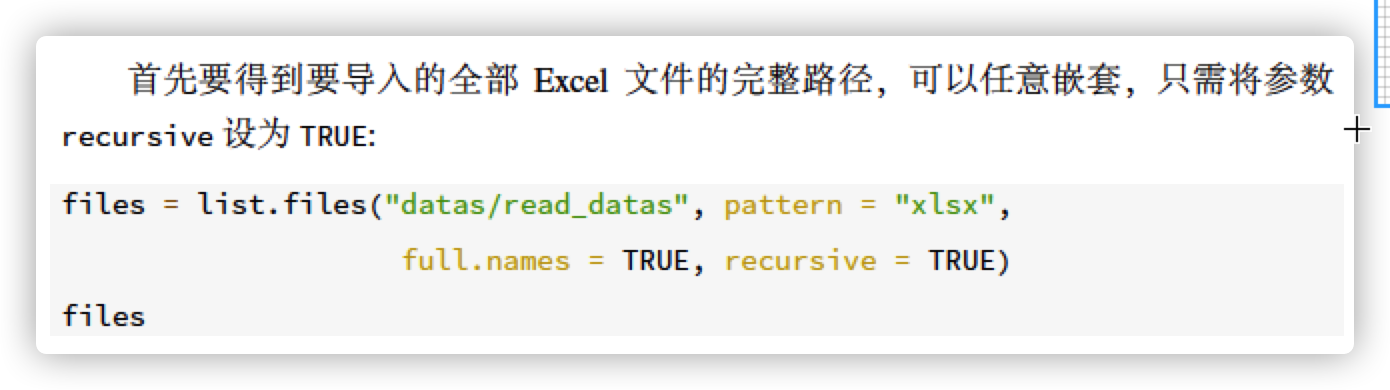 首先要得到要导入的全部 Excel 文件的完整路径，可以任意嵌套，只需将参数
recursive 设为 TRUE:
files = list.files("datas/read_datas", pattern = "xlsx",
full.names = TRUE, recursive = TRUE)
files